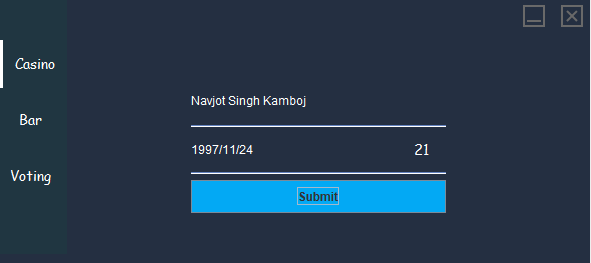 Casino
Bar
Voting
Navjot Singh Kamboj
1997/11/24 21
Submit